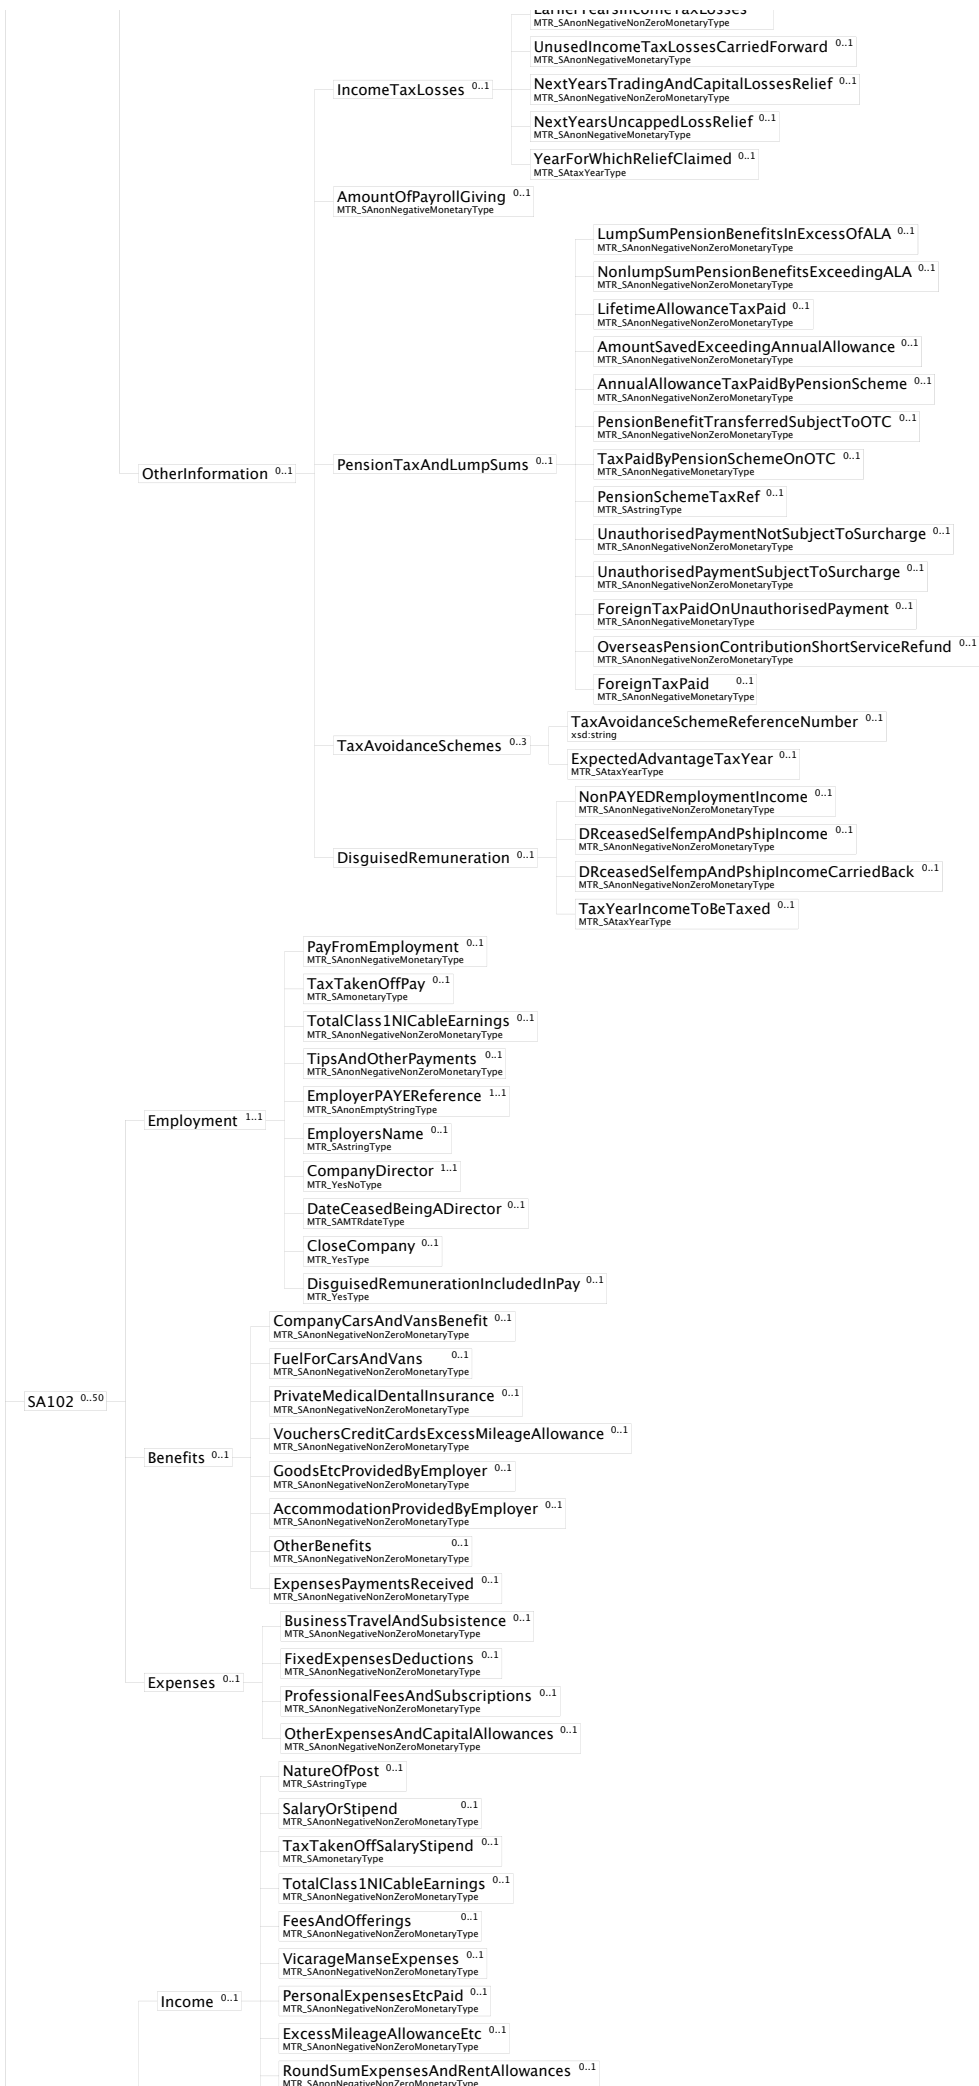 EarlierYearsIncomeTaxLosses
MTR_SAnonNegativeNonZeroMonetaryType
UnusedIncomeTaxLossesCarriedForward 0..1
MTR_SAnonNegativeMonetaryType
IncomeTaxLosses 0..1
NextYearsTradingAndCapitalLossesRelief 0..1
MTR_SAnonNegativeNonZeroMonetaryType
NextYearsUncappedLossRelief 0..1
MTR_SAnonNegativeMonetaryType
YearForWhichReliefClaimed 0..1
MTR_SAtaxYearType
AmountOfPayrollGiving 0..1
MTR_SAnonNegativeMonetaryType
LumpSumPensionBenefitsInExcessOfALA 0..1
MTR_SAnonNegativeNonZeroMonetaryType
NonlumpSumPensionBenefitsExceedingALA 0..1
MTR_SAnonNegativeNonZeroMonetaryType
LifetimeAllowanceTaxPaid 0..1
MTR_SAnonNegativeNonZeroMonetaryType
AmountSavedExceedingAnnualAllowance 0..1
MTR_SAnonNegativeNonZeroMonetaryType
AnnualAllowanceTaxPaidByPensionScheme 0..1
MTR_SAnonNegativeNonZeroMonetaryType
PensionBenefitTransferredSubjectToOTC 0..1
MTR_SAnonNegativeNonZeroMonetaryType
OtherInformation 0..1
PensionTaxAndLumpSums 0..1
TaxPaidByPensionSchemeOnOTC 0..1
MTR_SAnonNegativeMonetaryType
PensionSchemeTaxRef 0..1
MTR_SAstringType
UnauthorisedPaymentNotSubjectToSurcharge 0..1
MTR_SAnonNegativeNonZeroMonetaryType
UnauthorisedPaymentSubjectToSurcharge 0..1
MTR_SAnonNegativeNonZeroMonetaryType
ForeignTaxPaidOnUnauthorisedPayment 0..1
MTR_SAnonNegativeMonetaryType
OverseasPensionContributionShortServiceRefund 0..1
MTR_SAnonNegativeNonZeroMonetaryType
ForeignTaxPaid 0..1
MTR_SAnonNegativeMonetaryType
TaxAvoidanceSchemes 0..3
TaxAvoidanceSchemeReferenceNumber 0..1
xsd:string
ExpectedAdvantageTaxYear 0..1
MTR_SAtaxYearType
NonPAYEDRemploymentIncome 0..1
MTR_SAnonNegativeNonZeroMonetaryType
DRceasedSelfempAndPshipIncome 0..1
MTR_SAnonNegativeNonZeroMonetaryType
DisguisedRemuneration 0..1
DRceasedSelfempAndPshipIncomeCarriedBack 0..1
MTR_SAnonNegativeNonZeroMonetaryType
TaxYearIncomeToBeTaxed 0..1
MTR_SAtaxYearType
PayFromEmployment 0..1
MTR_SAnonNegativeMonetaryType
TaxTakenOffPay 0..1
MTR_SAmonetaryType
TotalClass1NICableEarnings 0..1
MTR_SAnonNegativeNonZeroMonetaryType
TipsAndOtherPayments 0..1
MTR_SAnonNegativeNonZeroMonetaryType
Employment 1..1
EmployerPAYEReference 1..1
MTR_SAnonEmptyStringType
EmployersName 0..1
MTR_SAstringType
CompanyDirector 1..1
MTR_YesNoType
DateCeasedBeingADirector 0..1
MTR_SAMTRdateType
CloseCompany 0..1
MTR_YesType
DisguisedRemunerationIncludedInPay 0..1
MTR_YesType
CompanyCarsAndVansBenefit 0..1
MTR_SAnonNegativeNonZeroMonetaryType
FuelForCarsAndVans 0..1
MTR_SAnonNegativeNonZeroMonetaryType
SA102 0..50
PrivateMedicalDentalInsurance 0..1
MTR_SAnonNegativeNonZeroMonetaryType
VouchersCreditCardsExcessMileageAllowance 0..1
MTR_SAnonNegativeNonZeroMonetaryType
Benefits 0..1
GoodsEtcProvidedByEmployer 0..1
MTR_SAnonNegativeNonZeroMonetaryType
AccommodationProvidedByEmployer 0..1
MTR_SAnonNegativeNonZeroMonetaryType
OtherBenefits 0..1
MTR_SAnonNegativeNonZeroMonetaryType
ExpensesPaymentsReceived 0..1
MTR_SAnonNegativeNonZeroMonetaryType
BusinessTravelAndSubsistence 0..1
MTR_SAnonNegativeNonZeroMonetaryType
FixedExpensesDeductions 0..1
MTR_SAnonNegativeNonZeroMonetaryType
Expenses 0..1
ProfessionalFeesAndSubscriptions 0..1
MTR_SAnonNegativeNonZeroMonetaryType
OtherExpensesAndCapitalAllowances 0..1
MTR_SAnonNegativeNonZeroMonetaryType
NatureOfPost 0..1
MTR_SAstringType
SalaryOrStipend 0..1
MTR_SAnonNegativeNonZeroMonetaryType
TaxTakenOffSalaryStipend 0..1
MTR_SAmonetaryType
TotalClass1NICableEarnings 0..1
MTR_SAnonNegativeNonZeroMonetaryType
FeesAndOfferings 0..1
MTR_SAnonNegativeNonZeroMonetaryType
VicarageManseExpenses 0..1
MTR_SAnonNegativeNonZeroMonetaryType
Income 0..1
PersonalExpensesEtcPaid 0..1
MTR_SAnonNegativeNonZeroMonetaryType
ExcessMileageAllowanceEtc 0..1
MTR_SAnonNegativeNonZeroMonetaryType
RoundSumExpensesAndRentAllowances 0..1
MTR_SAnonNegativeNonZeroMonetaryType